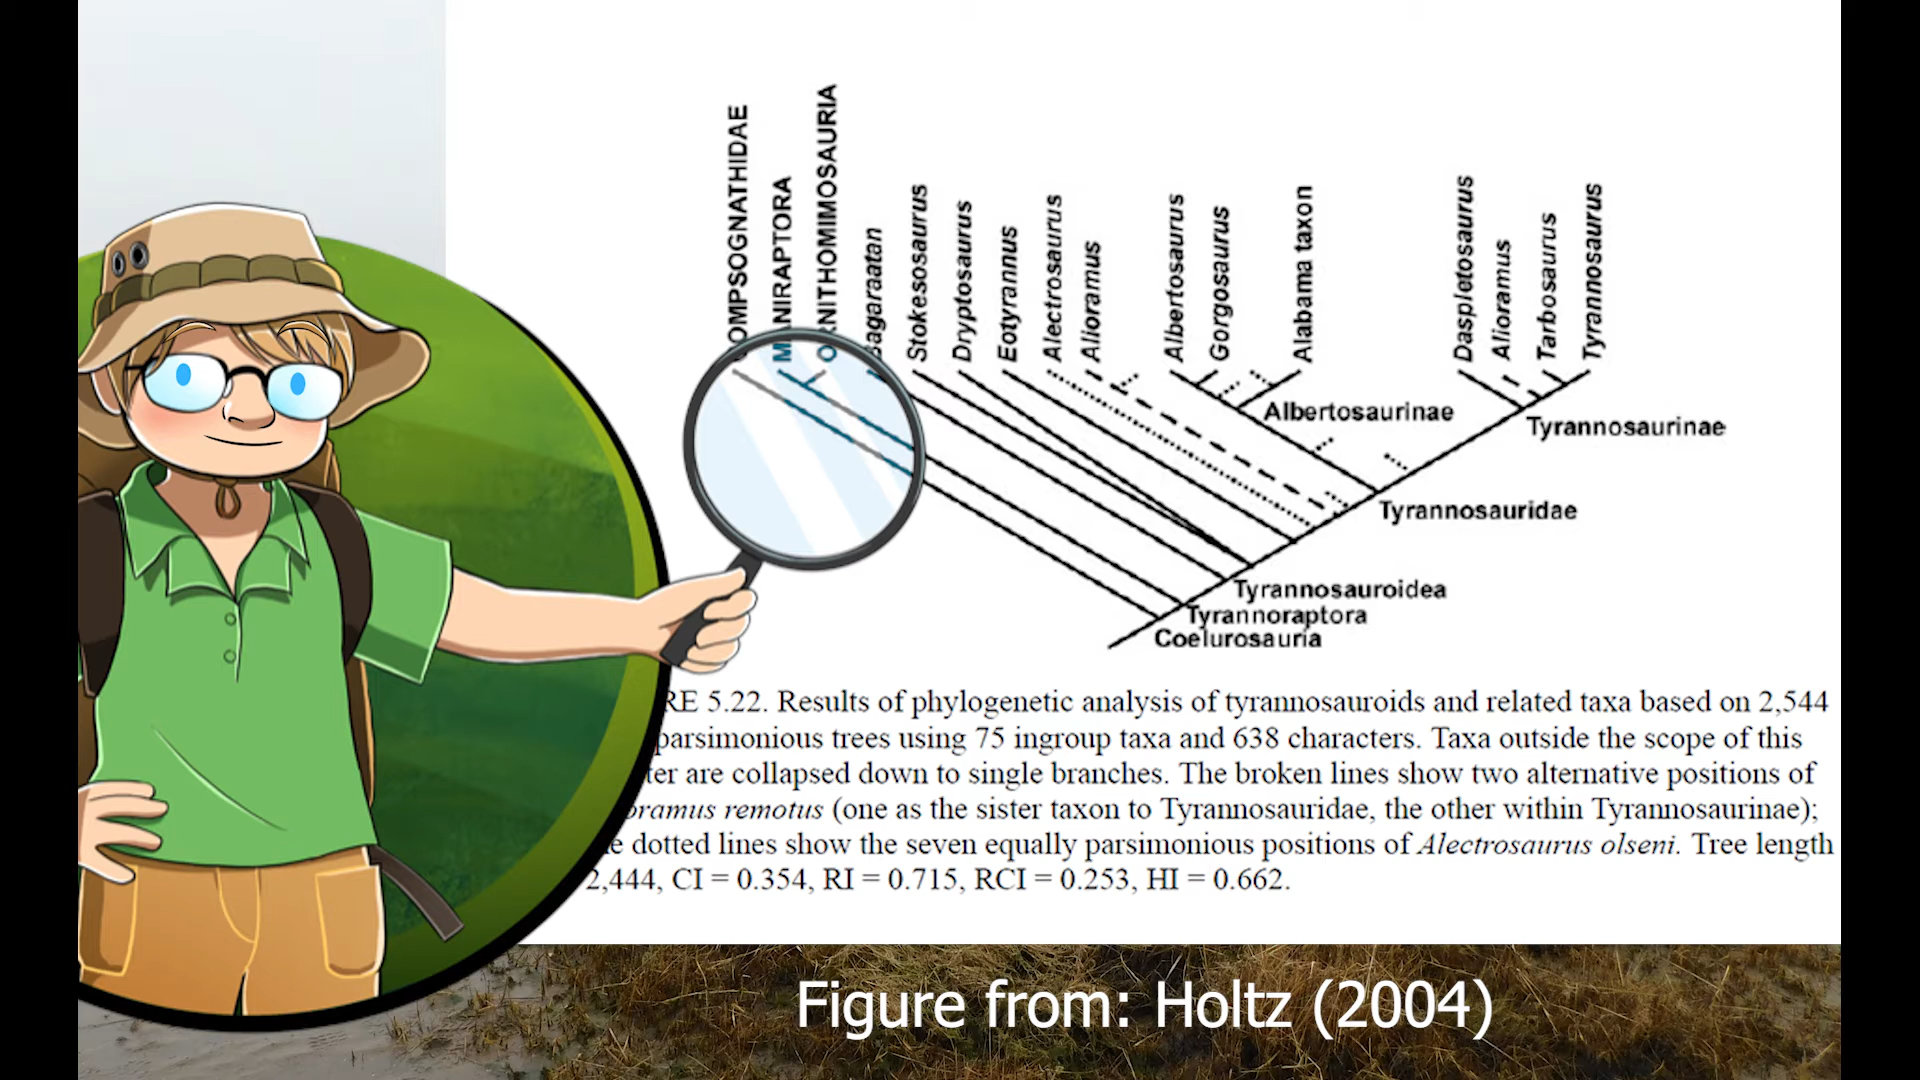 OMPSOGNATHIDAE
MANIRAPTORA
ORNITHOMIMOSAURIA
Bagaraatan
Stokesosaurus
Dryptosaurus
Eotyrannus
Alectrosaurus
Alioramus
Albertosaurus
Gorgosaurus
Alabama taxon
Daspletosaurus
Alioramus
Tarbosaurus
Tyrannosaurus
Albertosaurinae
Tyrannosaurinae
Tyrannosauridae
Tyrannosauroidea
Tyrannoraptora
Coelurosauria
RE 5.22. Results of phylogenetic analysis of tyrannosauroids and related taxa based on 2,544
parsimonious trees using 75 ingroup taxa and 638 characters. Taxa outside the scope of this
ter are collapsed down to single branches. The broken lines show two alternative positions of
oramus remotus (one as the sister taxon to Tyrannosauridae, the other within Tyrannosaurinae);
e dotted lines show the seven equally parsimonious positions of Alectrosaurus olseni. Tree length
2,444, CI = 0.354, RI = 0.715, RCI = 0.253, HI = 0.662.
Figure from: Holtz (2004)